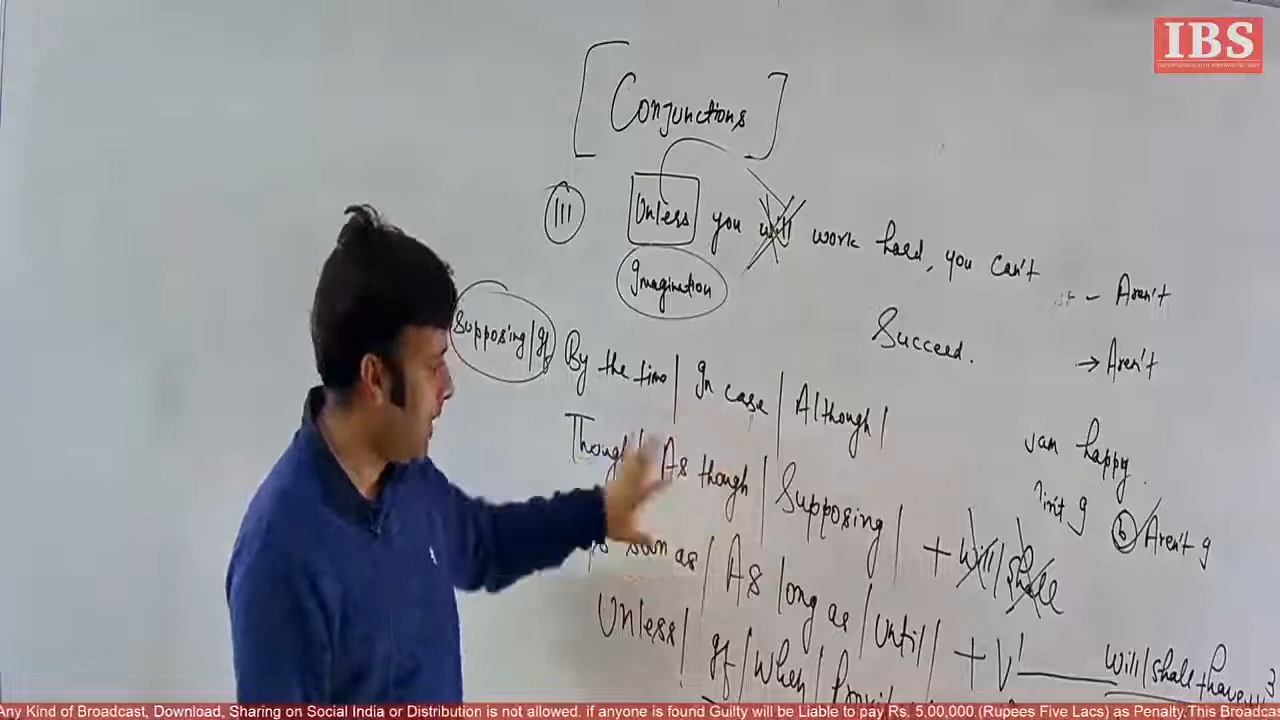 IBS
[Conjunctions]
III Unless you will work hard, you can't
Succeed.
Imagination
Supposing/If
By the time| In case| Although|
Though| As though| Supposing| + will/shall
soon as| As long as| Until| + V1 will/shall+have V3
Unless| If| When|
- Aren't
→ Aren't
am happy.
b Aren't I
Any Kind of Broadcast, Download, Sharing on Social India or Distribution is not allowed, if anyone is found Guilty will be Liable to pay Rs. 5,00,000.(Rupees Five Lacs) as Penalty.This Broadca